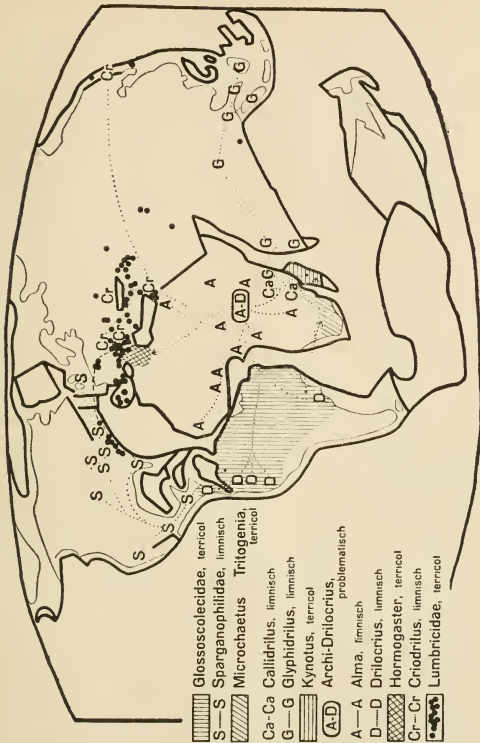 Cr
G
G
G
G
G
G
G
Cr
Cr
Cr
Cr
A
A
A
A-D
A
Ca
G
Ca
A
A
A
A
A
A
A
S
S
S
S
S
S
S
S
S
S
D
D
D
D
D
Glossoscolecidae, terricol
S—S Sparganophilidae, limnisch
Microchaetus Tritogenia,
terricol
Ca-Ca Callidrilus, limnisch
G—G Glyphidrilus, limnisch
Kynotus, terricol
A-D Archi-Drilocrius,
problematisch
A—A Alma, limnisch
D---D Drilocrius, limnisch
Hormogaster, terricol
Cr--Cr Criodrilus, limnisch
Lumbricidae, terricol